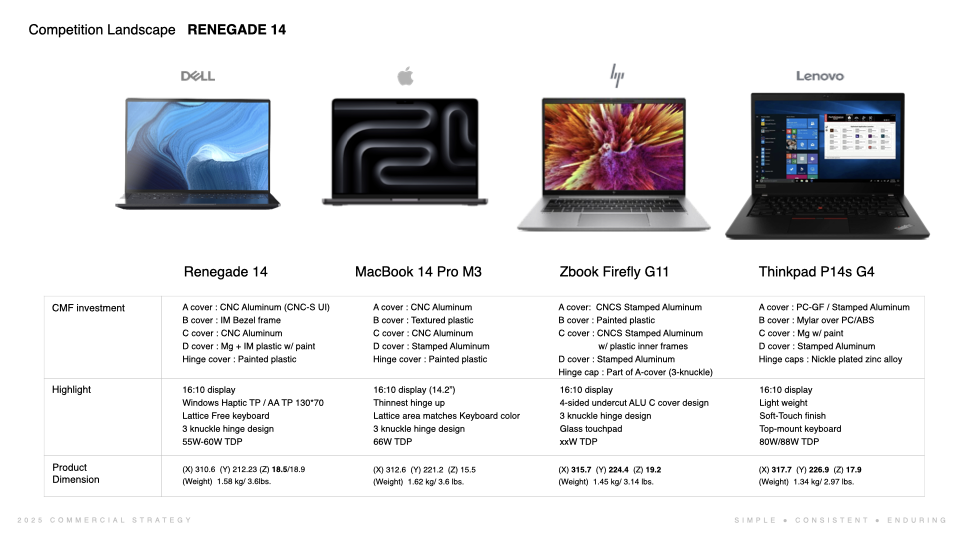 Competition Landscape RENEGADE 14
DELL
hp
Lenovo
Renegade 14
MacBook 14 Pro M3
Zbook Firefly G11
Thinkpad P14s G4
CMF investment
A cover : CNC Aluminum (CNC-S UI)
B cover : IM Bezel frame
C cover : CNC Aluminum
D cover : Mg + IM plastic w/ paint
Hinge cover : Painted plastic
A cover : CNC Aluminum
B cover : Textured plastic
C cover : CNC Aluminum
D cover : Stamped Aluminum
Hinge cover : Painted plastic
A cover: CNCS Stamped Aluminum
B cover : Painted plastic
C cover : CNCS Stamped Aluminum
w/ plastic inner frames
D cover : Stamped Aluminum
Hinge cap : Part of A-cover (3-knuckle)
A cover : PC-GF / Stamped Aluminum
B cover : Mylar over PC/ABS
C cover : Mg w/ paint
D cover : Stamped Aluminum
Hinge caps : Nickle plated zinc alloy
Highlight
16:10 display
Windows Haptic TP / AA TP 130*70
Lattice Free keyboard
3 knuckle hinge design
55W-60W TDP
16:10 display (14.2”)
Thinnest hinge up
Lattice area matches Keyboard color
3 knuckle hinge design
66W TDP
16:10 display
4-sided undercut ALU C cover design
3 knuckle hinge design
Glass touchpad
xxW TDP
16:10 display
Light weight
Soft-Touch finish
Top-mount keyboard
80W/88W TDP
Product
Dimension
(X) 310.6 (Y) 212.23 (Z) 18.5/18.9
(Weight) 1.58 kg/ 3.6lbs.
(X) 312.6 (Y) 221.2 (Z) 15.5
(Weight) 1.62 kg/ 3.6 lbs.
(X) 315.7 (Y) 224.4 (Z) 19.2
(Weight) 1.45 kg/ 3.14 lbs.
(X) 317.7 (Y) 226.9 (Z) 17.9
(Weight) 1.34 kg/ 2.97 lbs.
2025 COMMERCIAL STRATEGY
SIMPLE ● CONSISTENT ● ENDURING